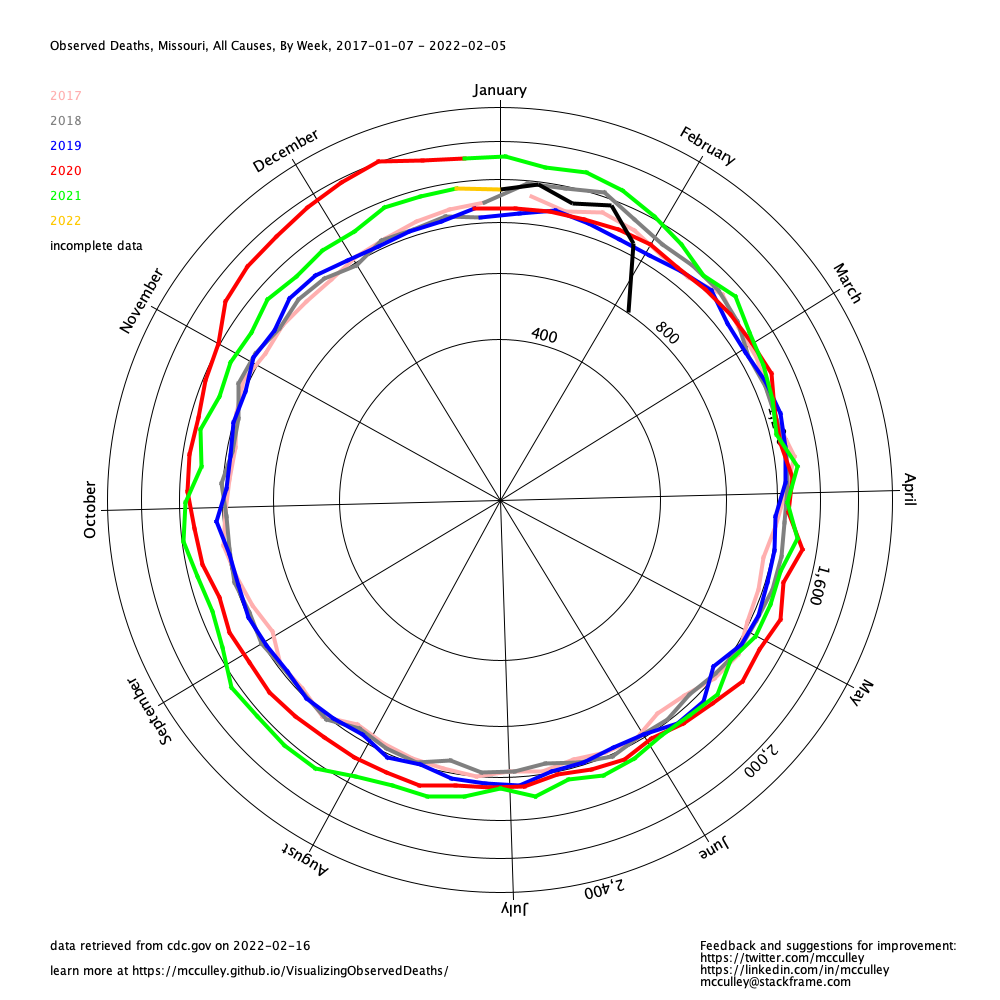 Observed Deaths, Missouri, All Causes, By Week, 2017-01-07 - 2022-02-05
2017
2018
2019
2020
2021
2022
incomplete data
January
February
March
April
May
June
July
August
September
October
November
December
400
800
1,600
2,000
2,400
data retrieved from cdc.gov on 2022-02-16
learn more at https://mcculley.github.io/VisualizingObservedDeaths/
Feedback and suggestions for improvement:
https://twitter.com/mcculley
https://linkedin.com/in/mcculley
mcculley@stackframe.com